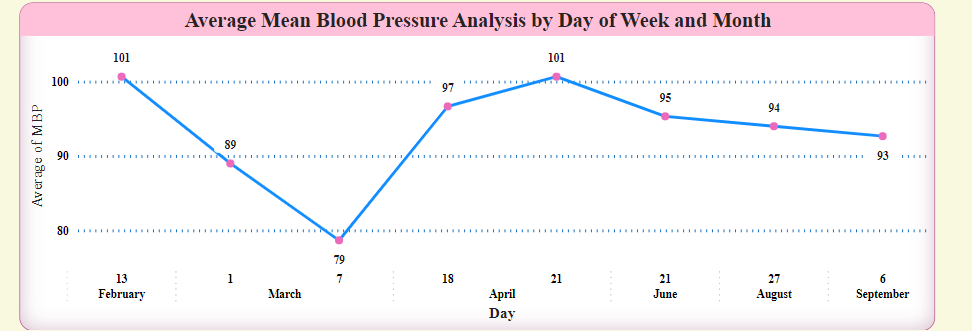 Average Mean Blood Pressure Analysis by Day of Week and Month
Average of MBP
100
90
80
101
89
79
97
101
95
94
93
13 1 7 18 21 21 27 6
February March April June August September
Day